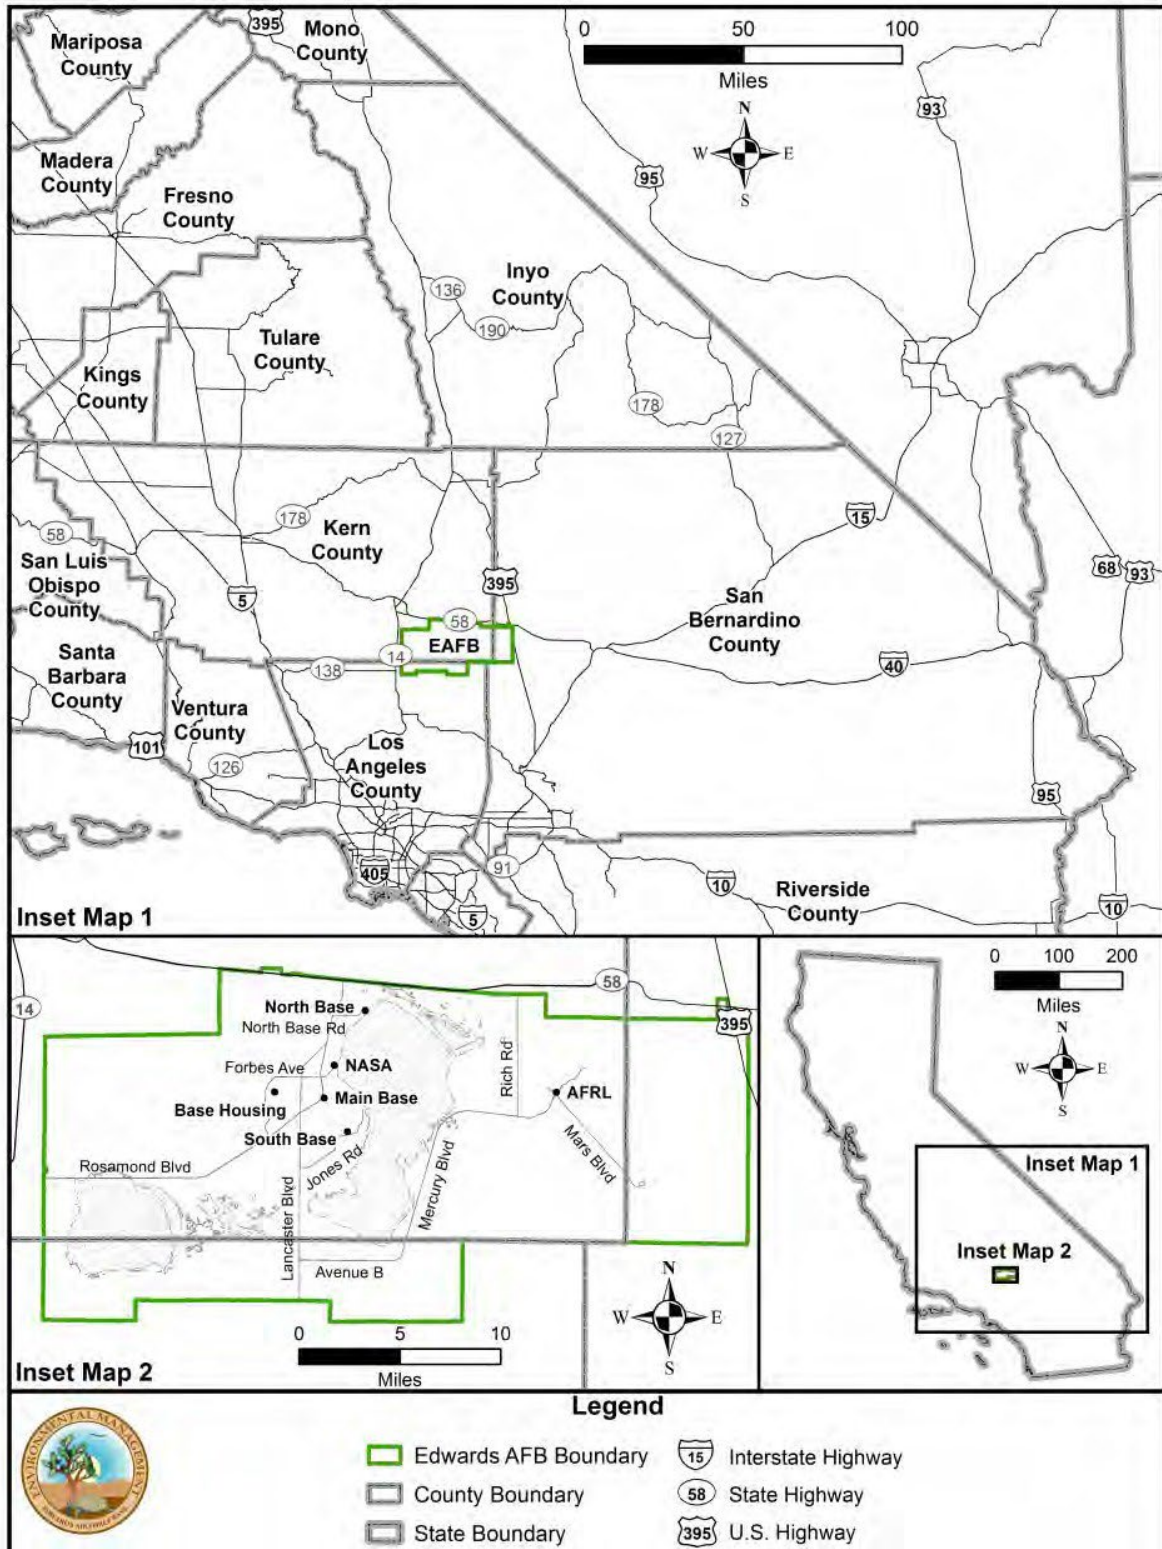 395
Mono
County
Mariposa
County
0 50 100
Miles
N
W E
S
93
95
Madera
County
Fresno
County
Inyo
County
136
190
Tulare
County
Kings
County
178
127
178
Kern
County
15
58
San Luis
Obispo
County
5
395
68
93
San
Bernardino
County
58
EAFB
14
138
40
Santa
Barbara
County
Ventura
County
101
126
Los
Angeles
County
95
91
405
10
Riverside
County
10
5
Inset Map 1
14
58
395
North Base
North Base Rd
NASA
Forbes Ave
Rich Rd
Base Housing
Main Base
AFRL
South Base
Jones Rd
Mars Blvd
Rosamond Blvd
Mercury Blvd
Lancaster Blvd
Avenue B
0 5 10
Miles
N
W E
S
Inset Map 2
0 100 200
Miles
N
W E
S
Inset Map 1
Inset Map 2
Legend
ENVIRONMENTAL MANAGEMENT
EDWARDS AIR FORCE BASE
Edwards AFB Boundary
County Boundary
State Boundary
15 Interstate Highway
58 State Highway
395 U.S. Highway